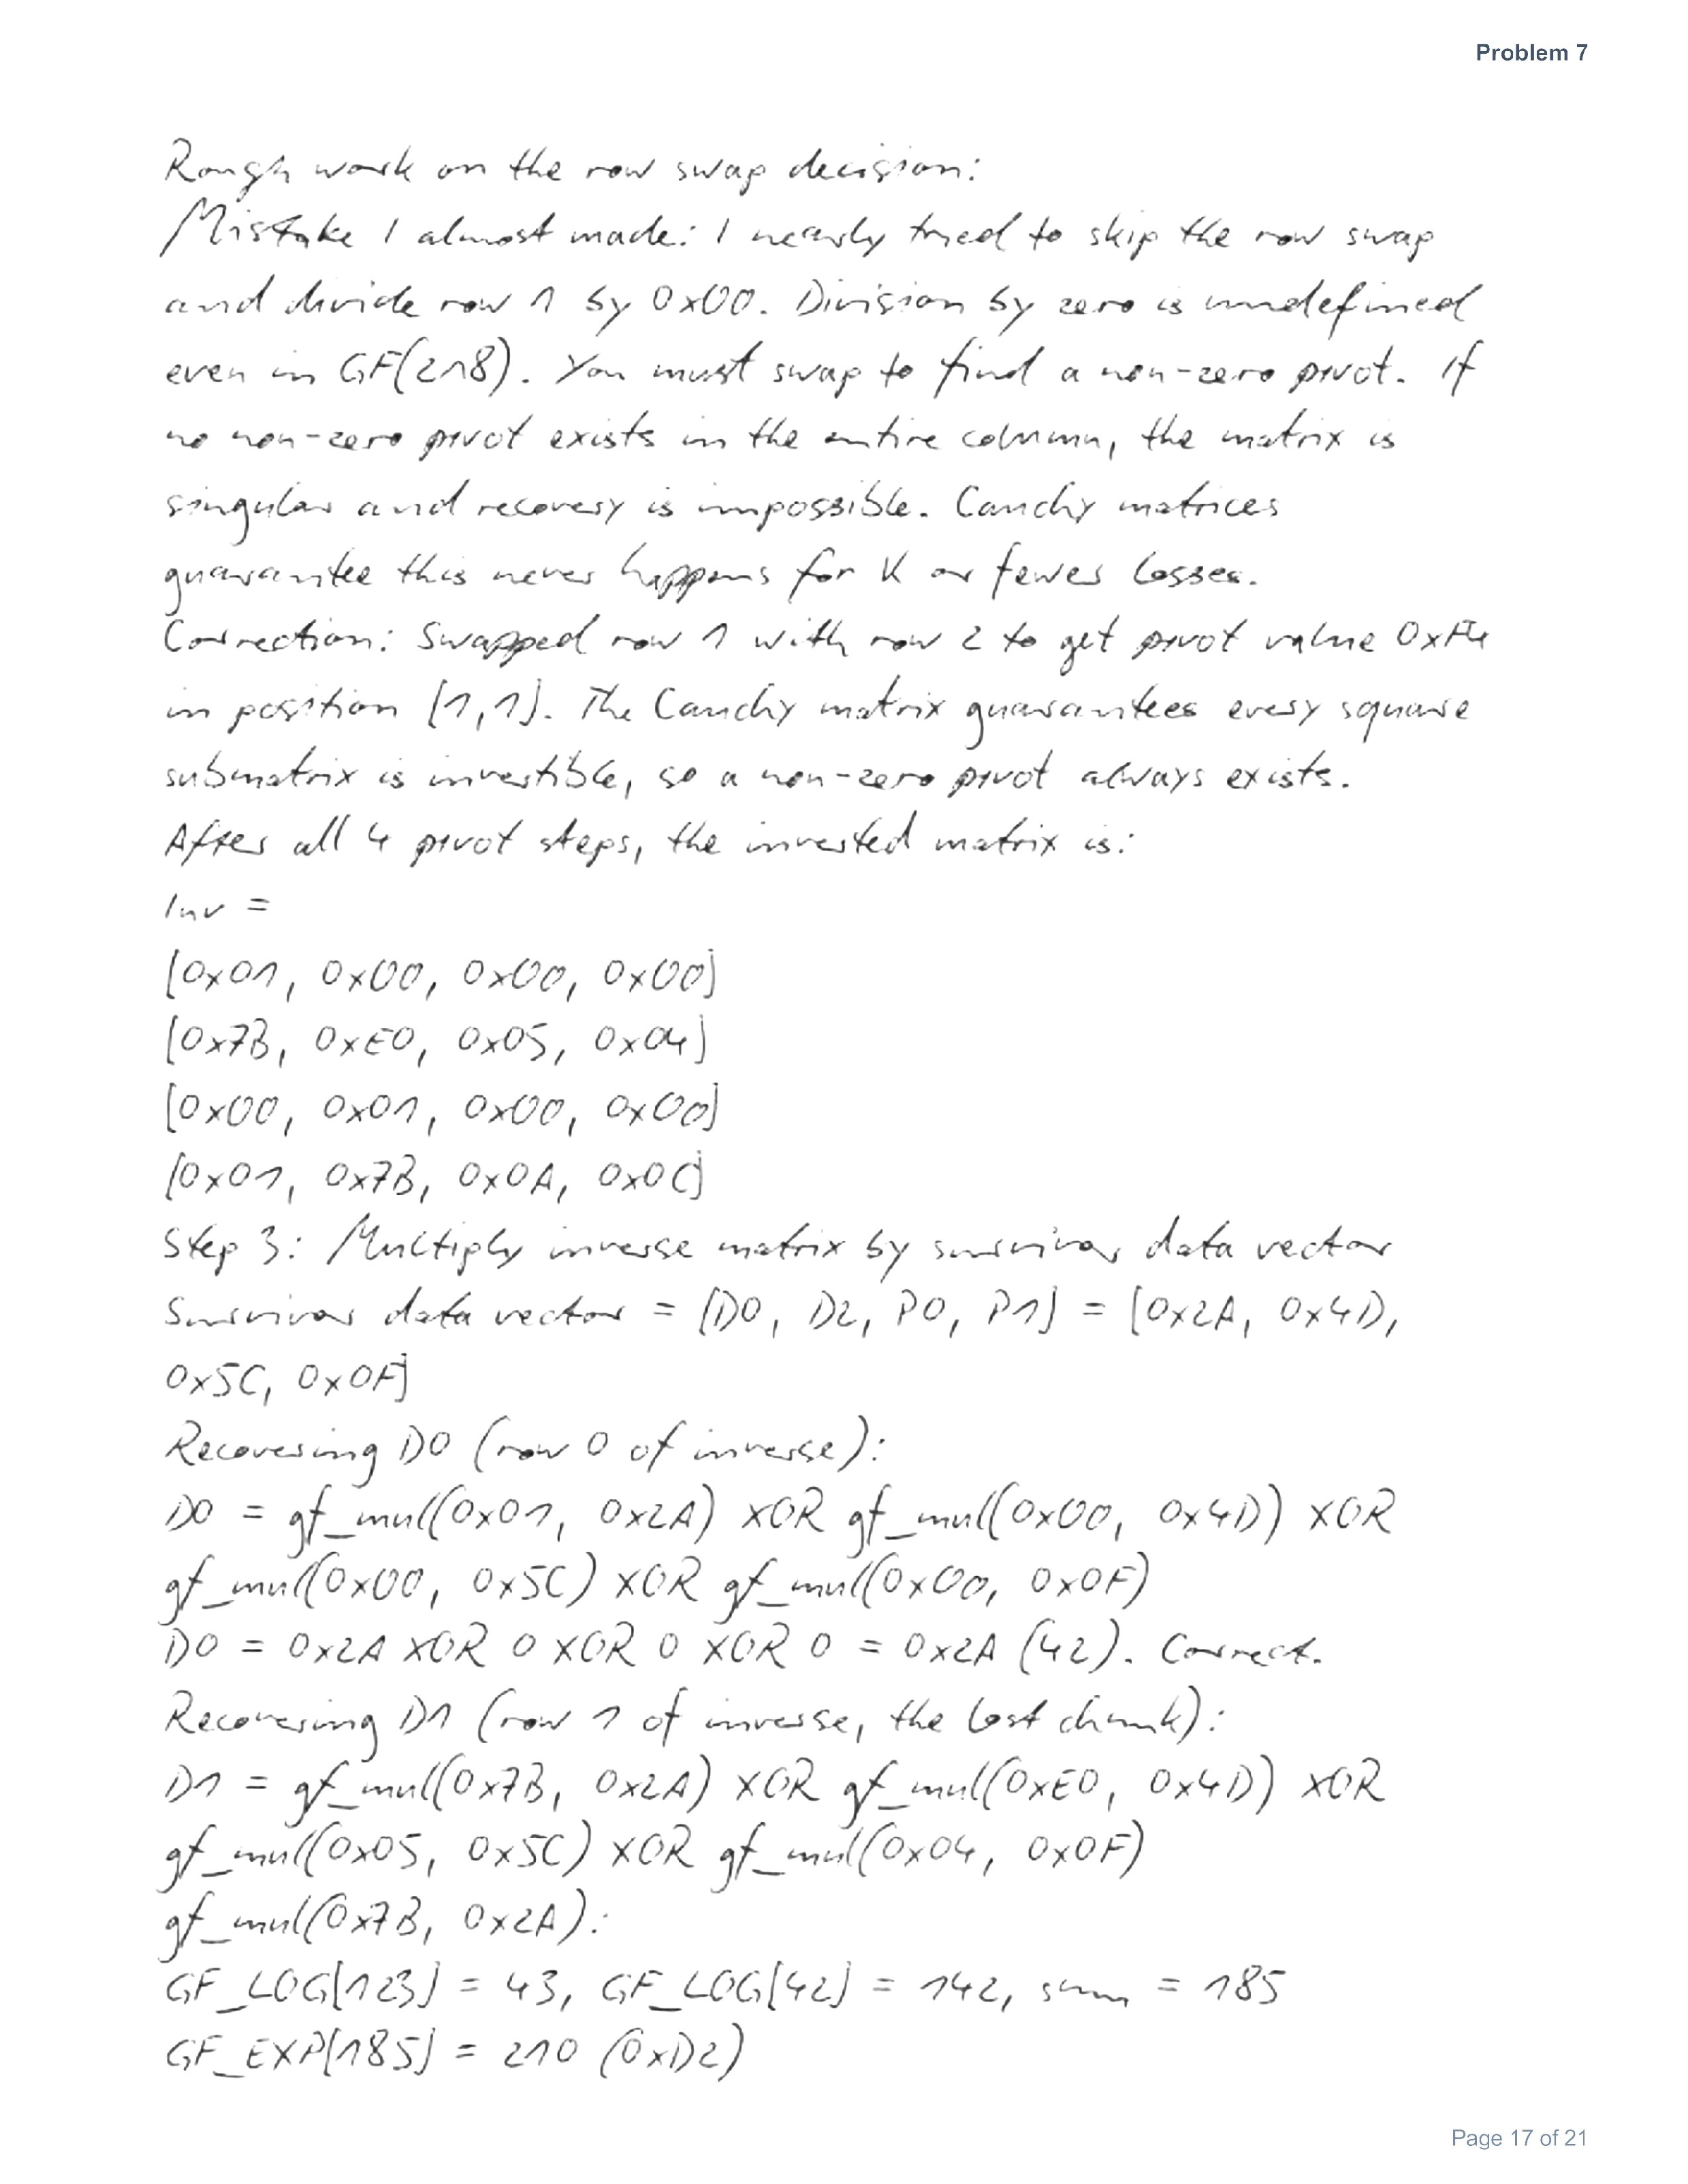 Problem 7
Rough work on the row swap decision:
Mistake I almost made: I nearly tried to skip the row swap
and divide row 1 by 0x00. Division by zero is undefined
even in GF(2^8). You must swap to find a non-zero pivot. If
no non-zero pivot exists in the entire column, the matrix is
singular and recovery is impossible. Cauchy matrices
guarantee this never happens for K or fewer losses.
Correction: Swapped row 1 with row 2 to get pivot value 0xF4
in position [1,1]. The Cauchy matrix guarantees every square
submatrix is invertible, so a non-zero pivot always exists.
After all 4 pivot steps, the inverted matrix is:
Inv =
[0x01, 0x00, 0x00, 0x00]
[0x7B, 0xE0, 0x05, 0x04]
[0x00, 0x01, 0x00, 0x00]
[0x01, 0x7B, 0x0A, 0x0C]
Step 3: Multiply inverse matrix by survivor data vector
Survivor data vector = [D0, D2, P0, P1] = [0x2A, 0x4D,
0x5C, 0x0F]
Recovering D0 (row 0 of inverse):
D0 = gf_mul(0x01, 0x2A) XOR gf_mul(0x00, 0x4D) XOR
gf_mul(0x00, 0x5C) XOR gf_mul(0x00, 0x0F)
D0 = 0x2A XOR 0 XOR 0 XOR 0 = 0x2A (42). Correct.
Recovering D1 (row 1 of inverse, the lost chunk):
D1 = gf_mul(0x7B, 0x2A) XOR gf_mul(0xE0, 0x4D) XOR
gf_mul(0x05, 0x5C) XOR gf_mul(0x04, 0x0F)
gf_mul(0x7B, 0x2A):
GF_LOG[123] = 43, GF_LOG[42] = 142, sum = 185
GF_EXP[185] = 210 (0xD2)
Page 17 of 21